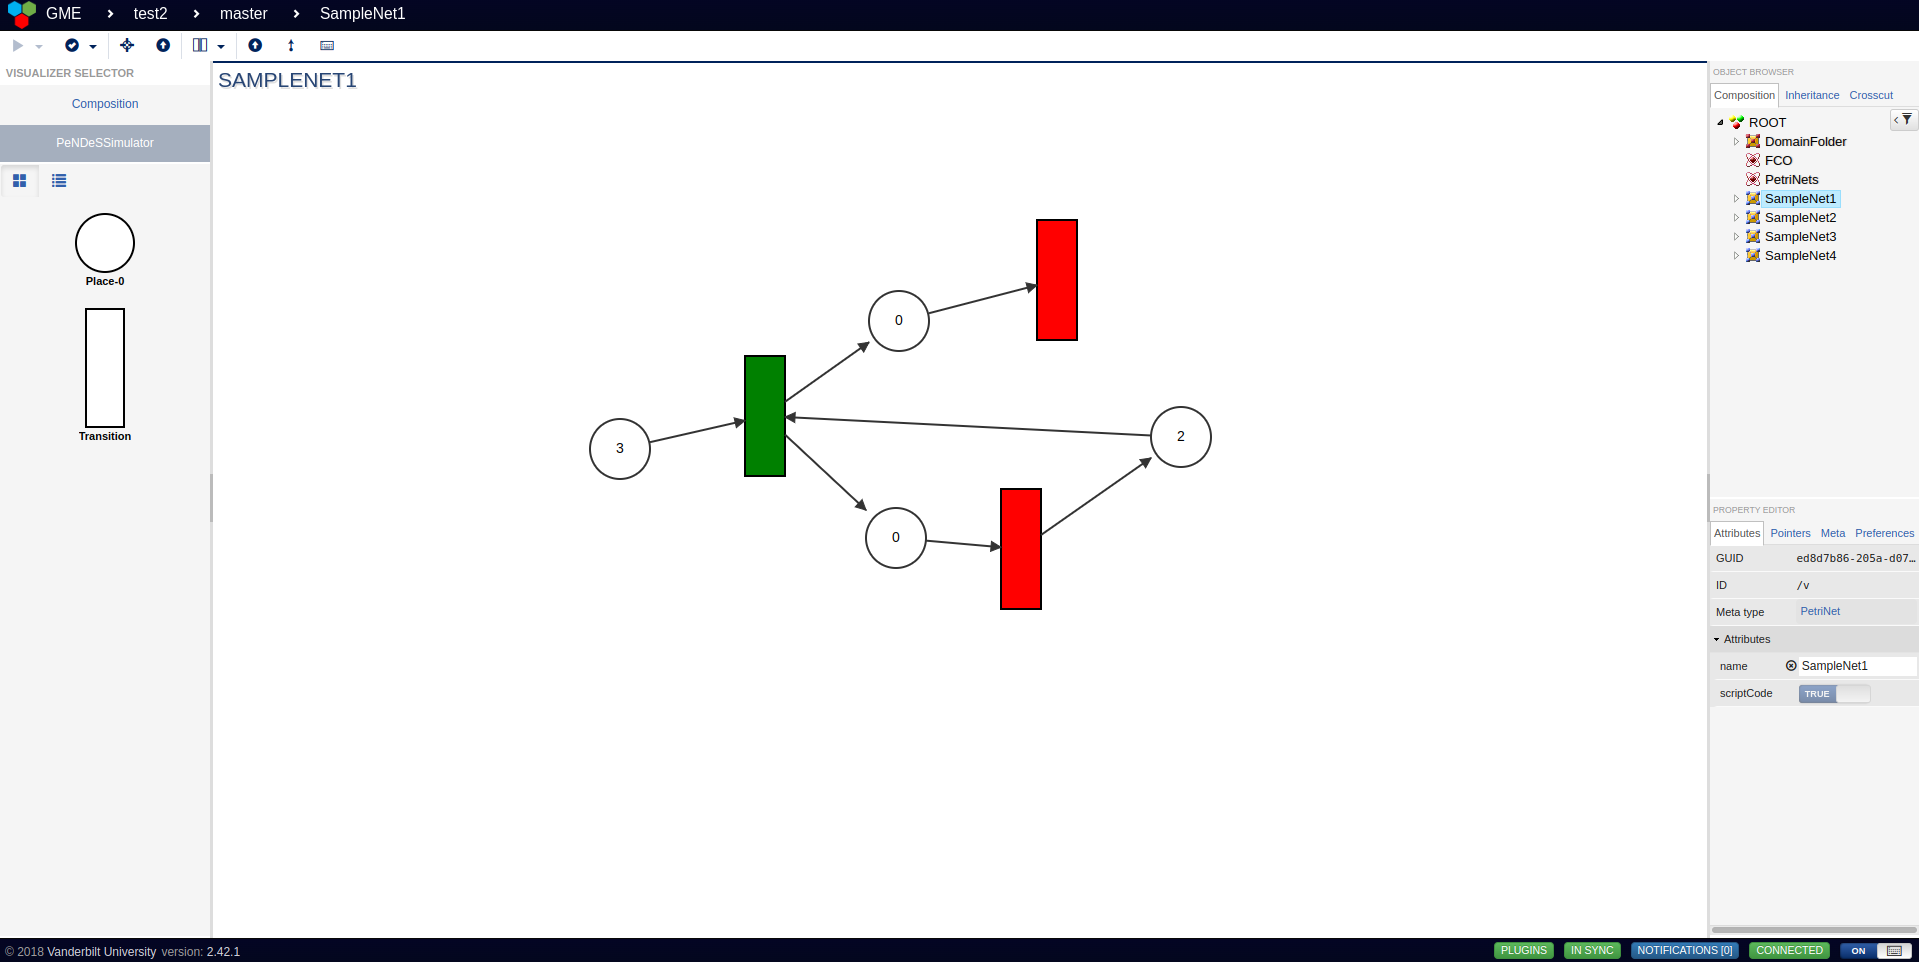 GME › test2 › master › SampleNet1
VISUALIZER SELECTOR
Composition
PeNDeSSimulator
Place-0
Transition
SAMPLENET1
0
3
2
0
OBJECT BROWSER
Composition Inheritance Crosscut
ROOT
DomainFolder
FCO
PetriNets
SampleNet1
SampleNet2
SampleNet3
SampleNet4
PROPERTY EDITOR
Attributes Pointers Meta Preferences
GUID ed8d7b86-205a-d07…
ID /v
Meta type PetriNet
Attributes
name SampleNet1
scriptCode TRUE
© 2018 Vanderbilt University version: 2.42.1
PLUGINS IN SYNC NOTIFICATIONS [0] CONNECTED ON